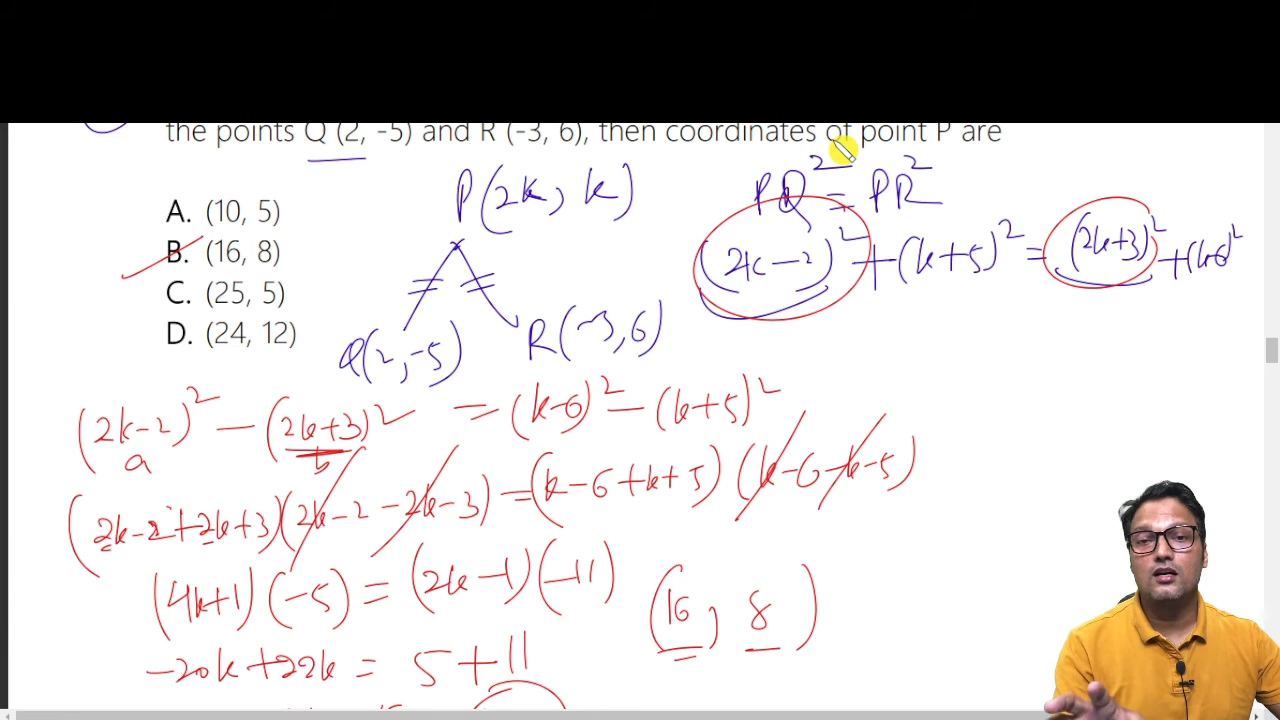 the points Q (2, -5) and R (-3, 6), then coordinates of point P are
A. (10, 5)
B. (16, 8)
C. (25, 5)
D. (24, 12)
P(2k, k)
Q(2, -5)
R(-3, 6)
PQ² = PR²
(2k-2)² + (k+5)² = (2k+3)² + (k-6)²
(2k-2)² - (2k+3)² = (k-6)² - (k+5)²
a b
(2k-2+2k+3)(2k-2-2k-3) = (k-6+k+5)(k-6-k-5)
(4k+1)(-5) = (2k-1)(-11)
(16, 8)
-20k+22k = 5+11